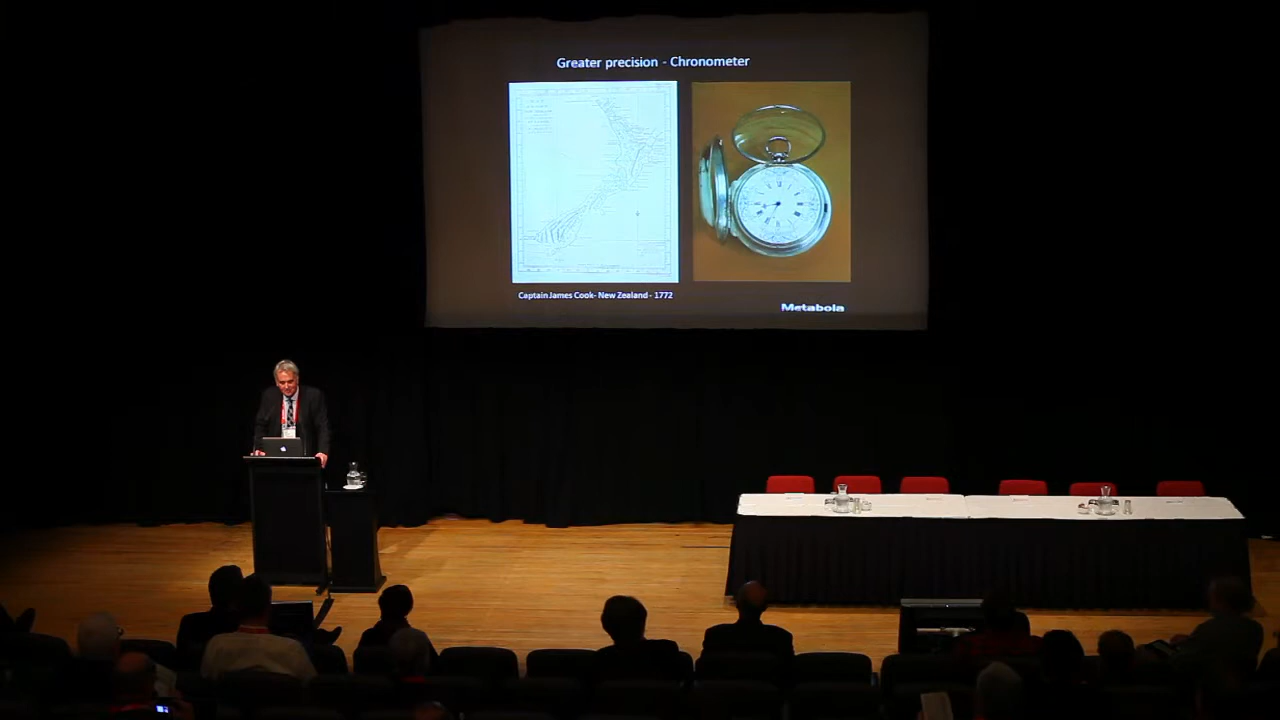 Greater precision - Chronometer
Captain James Cook- New Zealand - 1772
Metabola